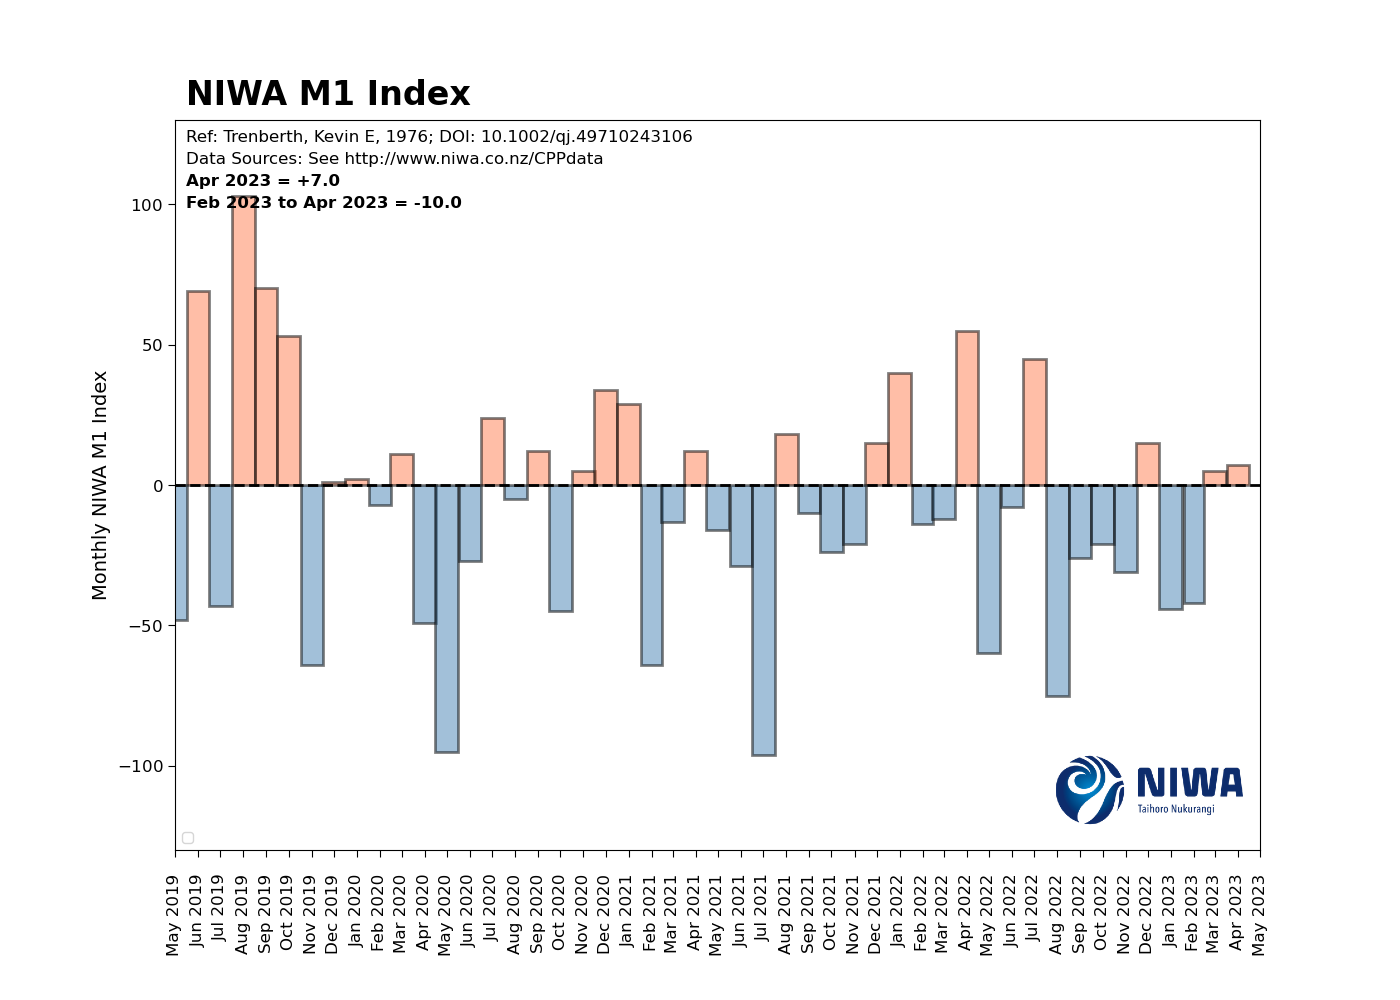 NIWA M1 Index
Ref: Trenberth, Kevin E, 1976; DOI: 10.1002/qj.49710243106
Data Sources: See http://www.niwa.co.nz/CPPdata
Apr 2023 = +7.0
Feb 2023 to Apr 2023 = -10.0
Monthly NIWA M1 Index
100
50
0
−50
−100
NIWA
Taihoro Nukurangi
May 2019
Jun 2019
Jul 2019
Aug 2019
Sep 2019
Oct 2019
Nov 2019
Dec 2019
Jan 2020
Feb 2020
Mar 2020
Apr 2020
May 2020
Jun 2020
Jul 2020
Aug 2020
Sep 2020
Oct 2020
Nov 2020
Dec 2020
Jan 2021
Feb 2021
Mar 2021
Apr 2021
May 2021
Jun 2021
Jul 2021
Aug 2021
Sep 2021
Oct 2021
Nov 2021
Dec 2021
Jan 2022
Feb 2022
Mar 2022
Apr 2022
May 2022
Jun 2022
Jul 2022
Aug 2022
Sep 2022
Oct 2022
Nov 2022
Dec 2022
Jan 2023
Feb 2023
Mar 2023
Apr 2023
May 2023